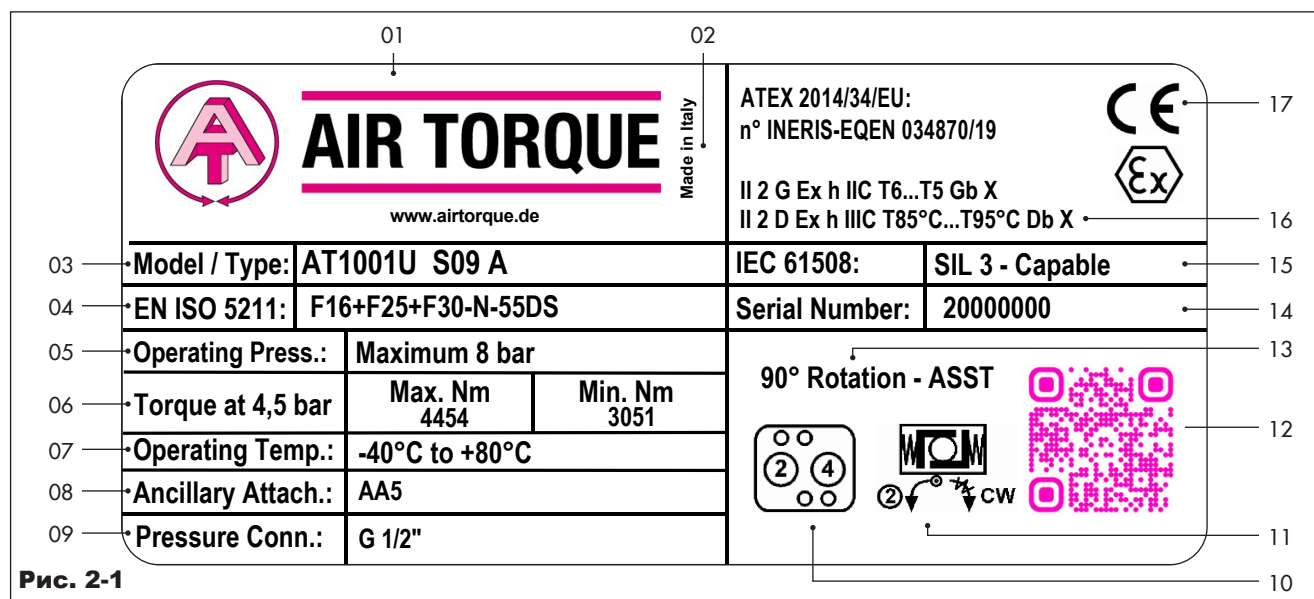 01
02
AIR TORQUE
Made in Italy
www.airtorque.de
ATEX 2014/34/EU:
n° INERIS-EQEN 034870/19
CE
Ex
II 2 G Ex h IIC T6...T5 Gb X
II 2 D Ex h IIIC T85°C...T95°C Db X
17
16
03
Model / Type: AT1001U S09 A
IEC 61508: SIL 3 - Capable
15
04
EN ISO 5211: F16+F25+F30-N-55DS
Serial Number: 20000000
14
05
Operating Press.: Maximum 8 bar
06
Torque at 4,5 bar
Max. Nm
4454
Min. Nm
3051
07
Operating Temp.: -40°C to +80°C
08
Ancillary Attach.: AA5
09
Pressure Conn.: G 1/2"
13
90° Rotation - ASST
2 4
2 CW
12
11
10
Рис. 2-1